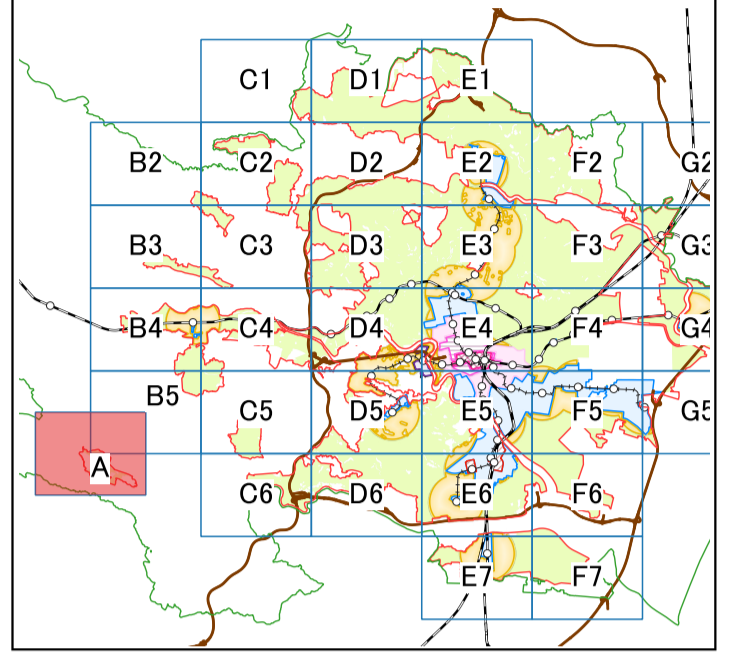 C1 D1 E1
B2 C2 D2 E2 F2 G2
B3 C3 D3 E3 F3 G3
B4 C4 D4 E4 F4 G4
B5 C5 D5 E5 F5 G5
A C6 D6 E6 F6
E7 F7